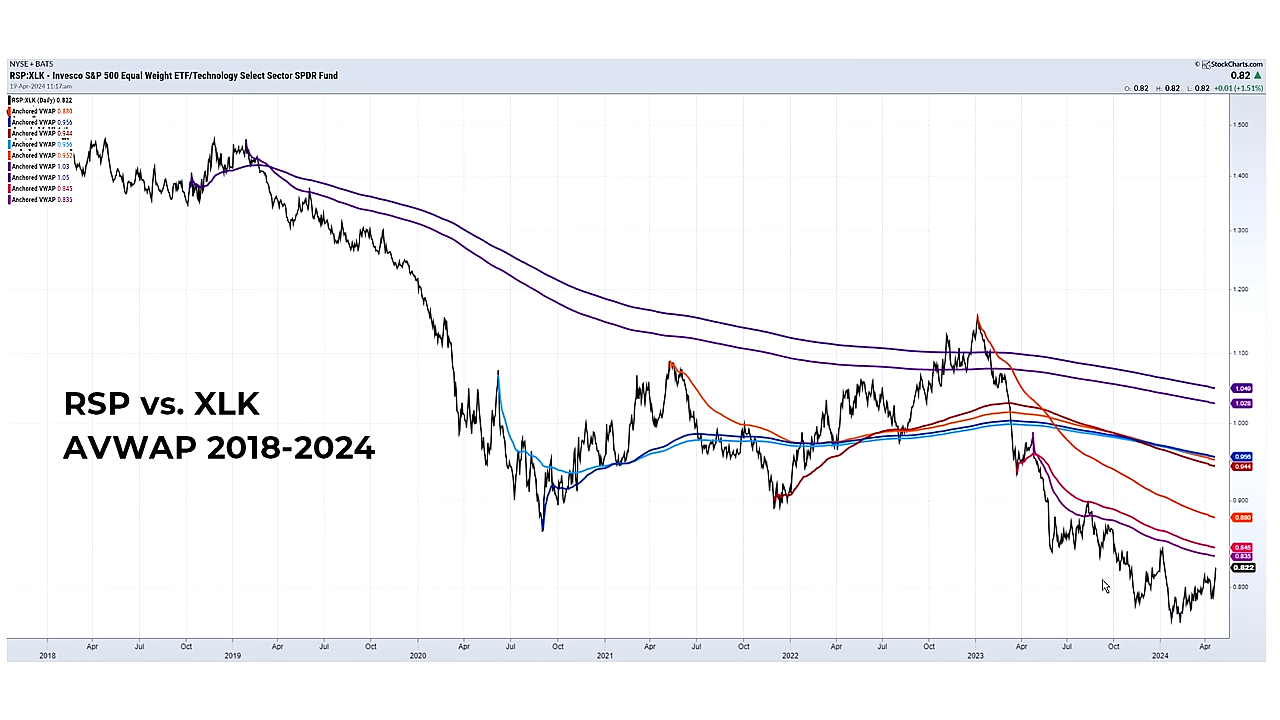 NYSE + BATS
© StockCharts.com
RSP:XLK - Invesco S&P 500 Equal Weight ETF/Technology Select Sector SPDR Fund
0.82 ▲
19-Apr-2024 11:17am
O: 0.82 H: 0.82 L: 0.82 +0.01 (+1.51%)
RSP:XLK (Daily) 0.822
Anchored VWAP 0.880
Anchored VWAP 0.956
Anchored VWAP 0.944
Anchored VWAP 0.956
Anchored VWAP 0.952
Anchored VWAP 1.03
Anchored VWAP 1.05
Anchored VWAP 0.845
Anchored VWAP 0.835
1.500
1.400
1.300
1.200
1.100
1.049
1.028
1.000
0.956
0.944
0.900
0.880
0.845
0.835
0.822
0.800
RSP vs. XLK
AVWAP 2018-2024
Apr Jul Oct Apr Jul Oct Apr Jul Oct Apr Jul Oct Apr Jul Oct Apr Jul Oct Apr
2018 2019 2020 2021 2022 2023 2024